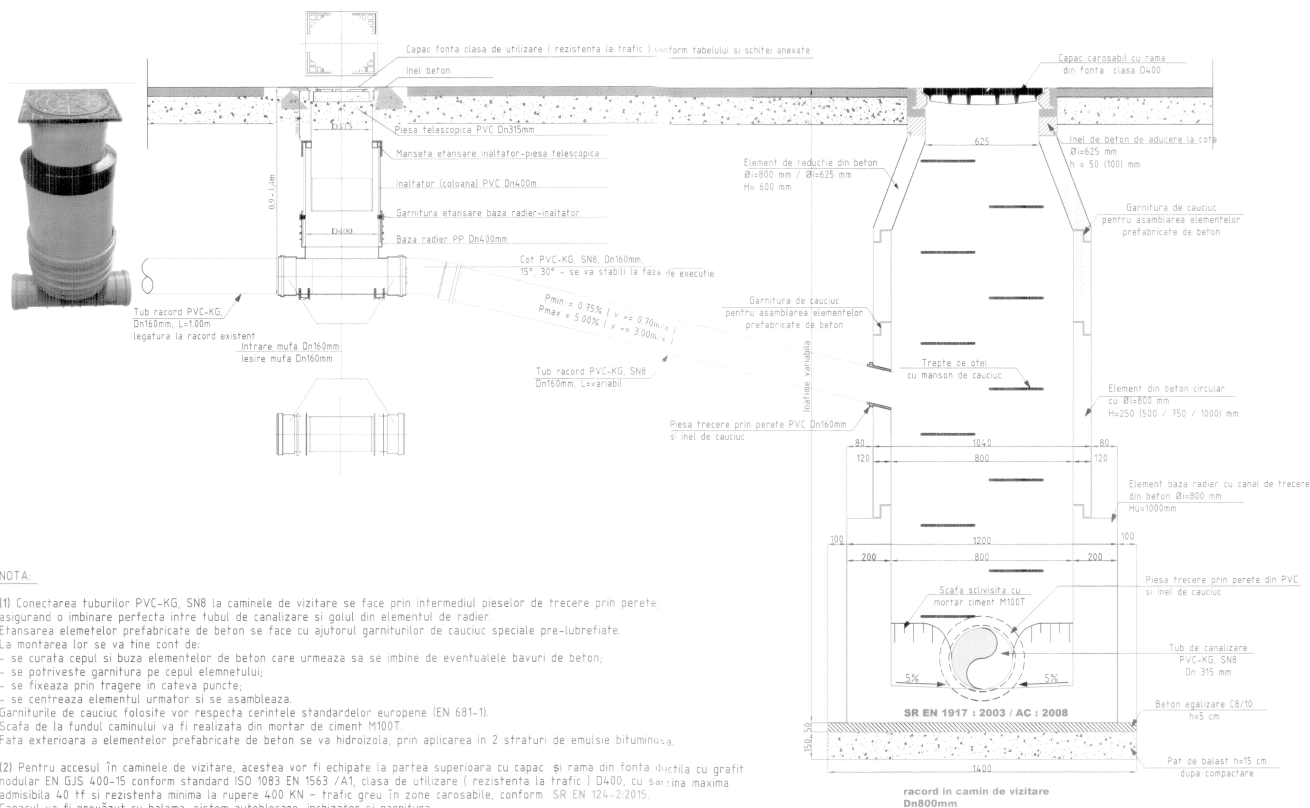 Capac fonta clasa de utilizare ( rezistenta la trafic ) conform tabelului si schitei anexate
Inel beton
D315
Piesa telescopica PVC Dn315mm
Manseta etansare inaltator-piesa telescopica
Inaltator (coloana) PVC Dn400m
Garnitura etansare baza radier-inaltator
D400
Baza radier PP Dn400mm
0,9 - 1,4m
Cot PVC-KG, SN8, Dn160mm,
15°, 30° - se va stabili la faza de executie
Tub racord PVC-KG,
Dn160mm, L=1.00m
legatura la racord existent
Intrare mufa Dn160mm
Iesire mufa Dn160mm
Pmin = 0.75% ( v >= 0.70m/s )
Pmax = 5.00% ( v <= 3.00m/s )
Tub racord PVC-KG, SN8
Dn160mm, L=variabil
Capac carosabil cu rama
din fonta clasa D400
625
Inel de beton de aducere la cota
Øi=625 mm
h = 50 (100) mm
Element de reductie din beton
Øi=800 mm / Øi=625 mm
H= 600 mm
Garnitura de cauciuc
pentru asamblarea elementelor
prefabricate de beton
Garnitura de cauciuc
pentru asamblarea elementelor
prefabricate de beton
Inaltime variabila
Trepte de otel
cu manson de cauciuc
Element din beton circular
cu Øi=800 mm
H=250 (500 / 750 / 1000) mm
Piesa trecere prin perete PVC Dn160mm
si inel de cauciuc
80
1040
80
120
800
120
Element baza radier cu canal de trecere
din beton Øi=800 mm
Hu=1000mm
100
1200
100
200
800
200
Scafa sclivisita cu
mortar ciment M100T
Piesa trecere prin perete din PVC
si inel de cauciuc
Tub de canalizare
PVC-KG, SN8
Dn 315 mm
5%
5%
SR EN 1917 : 2003 / AC : 2008
Beton egalizare C8/10
h=5 cm
50
150
1400
Pat de balast h=15 cm
dupa compactare
racord in camin de vizitare
Dn800mm
NOTA:
(1) Conectarea tuburilor PVC-KG, SN8 la caminele de vizitare se face prin intermediul pieselor de trecere prin perete,
asigurand o imbinare perfecta intre tubul de canalizare si golul din elementul de radier.
Etansarea elemetelor prefabricate de beton se face cu ajutorul garniturilor de cauciuc speciale pre-lubrefiate.
La montarea lor se va tine cont de:
- se curata cepul si buza elementelor de beton care urmeaza sa se imbine de eventualele bavuri de beton;
- se potriveste garnitura pe cepul elemnetului;
- se fixeaza prin tragere in cateva puncte;
- se centreaza elementul urmator si se asambleaza.
Garniturile de cauciuc folosite vor respecta cerintele standardelor europene (EN 681-1).
Scafa de la fundul caminului va fi realizata din mortar de ciment M100T.
Fata exterioara a elementelor prefabricate de beton se va hidroizola, prin aplicarea in 2 straturi de emulsie bituminoasa.
(2) Pentru accesul în caminele de vizitare, acestea vor fi echipate la partea superioara cu capac și rama din fonta ductila cu grafit
nodular EN GJS 400-15 conform standard ISO 1083 EN 1563 /A1, clasa de utilizare ( rezistenta la trafic ) D400, cu sarcina maxima
admisibila 40 tf si rezistenta minima la rupere 400 KN - trafic greu în zone carosabile, conform SR EN 124-2:2015.